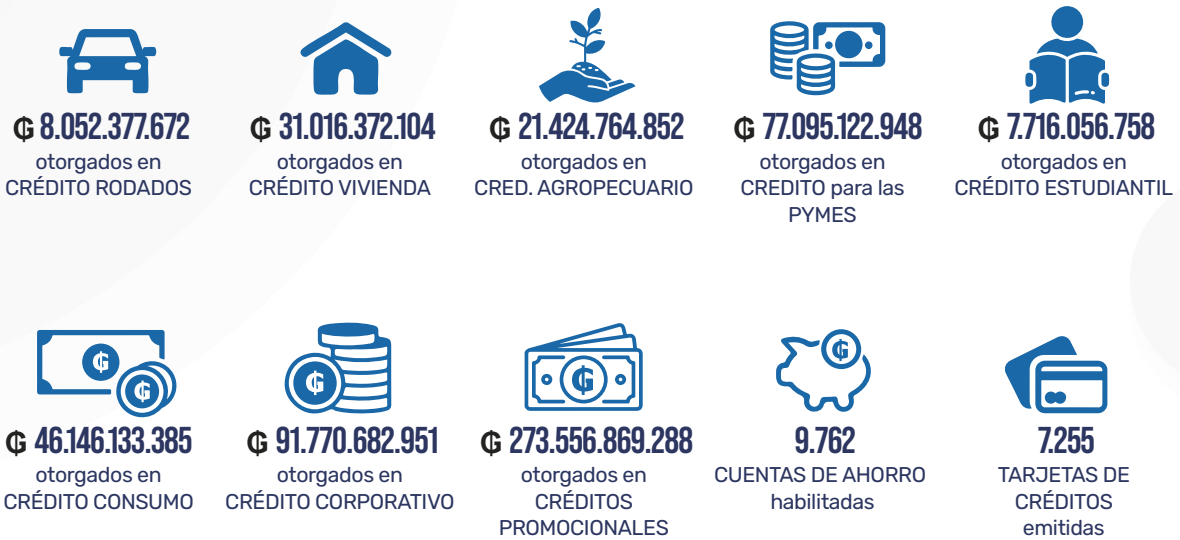 ₲ 8.052.377.672
otorgados en
CRÉDITO RODADOS
₲ 31.016.372.104
otorgados en
CRÉDITO VIVIENDA
₲ 21.424.764.852
otorgados en
CRED. AGROPECUARIO
₲ 77.095.122.948
otorgados en
CREDITO para las
PYMES
₲ 7.716.056.758
otorgados en
CRÉDITO ESTUDIANTIL
₲
₲
₲ 46.146.133.385
otorgados en
CRÉDITO CONSUMO
₲
₲ 91.770.682.951
otorgados en
CRÉDITO CORPORATIVO
₲
₲ 273.556.869.288
otorgados en
CRÉDITOS
PROMOCIONALES
₲
9.762
CUENTAS DE AHORRO
habilitadas
7.255
TARJETAS DE
CRÉDITOS
emitidas